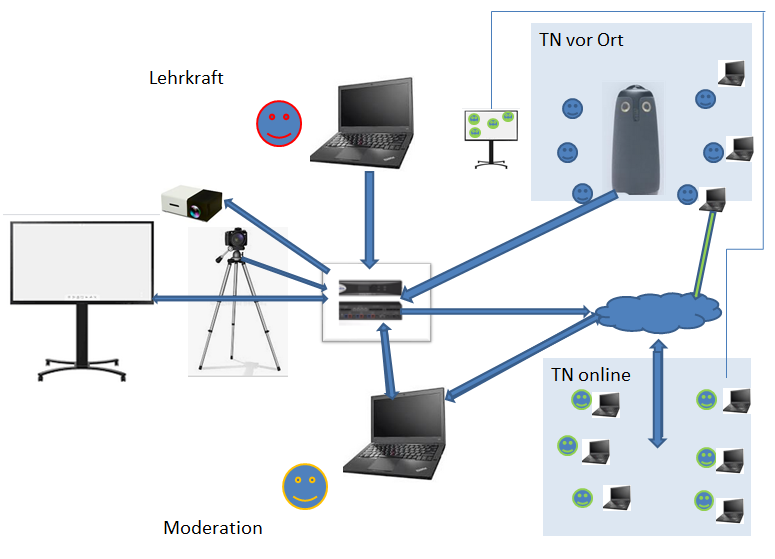 TN vor Ort
Lehrkraft
TN online
Moderation